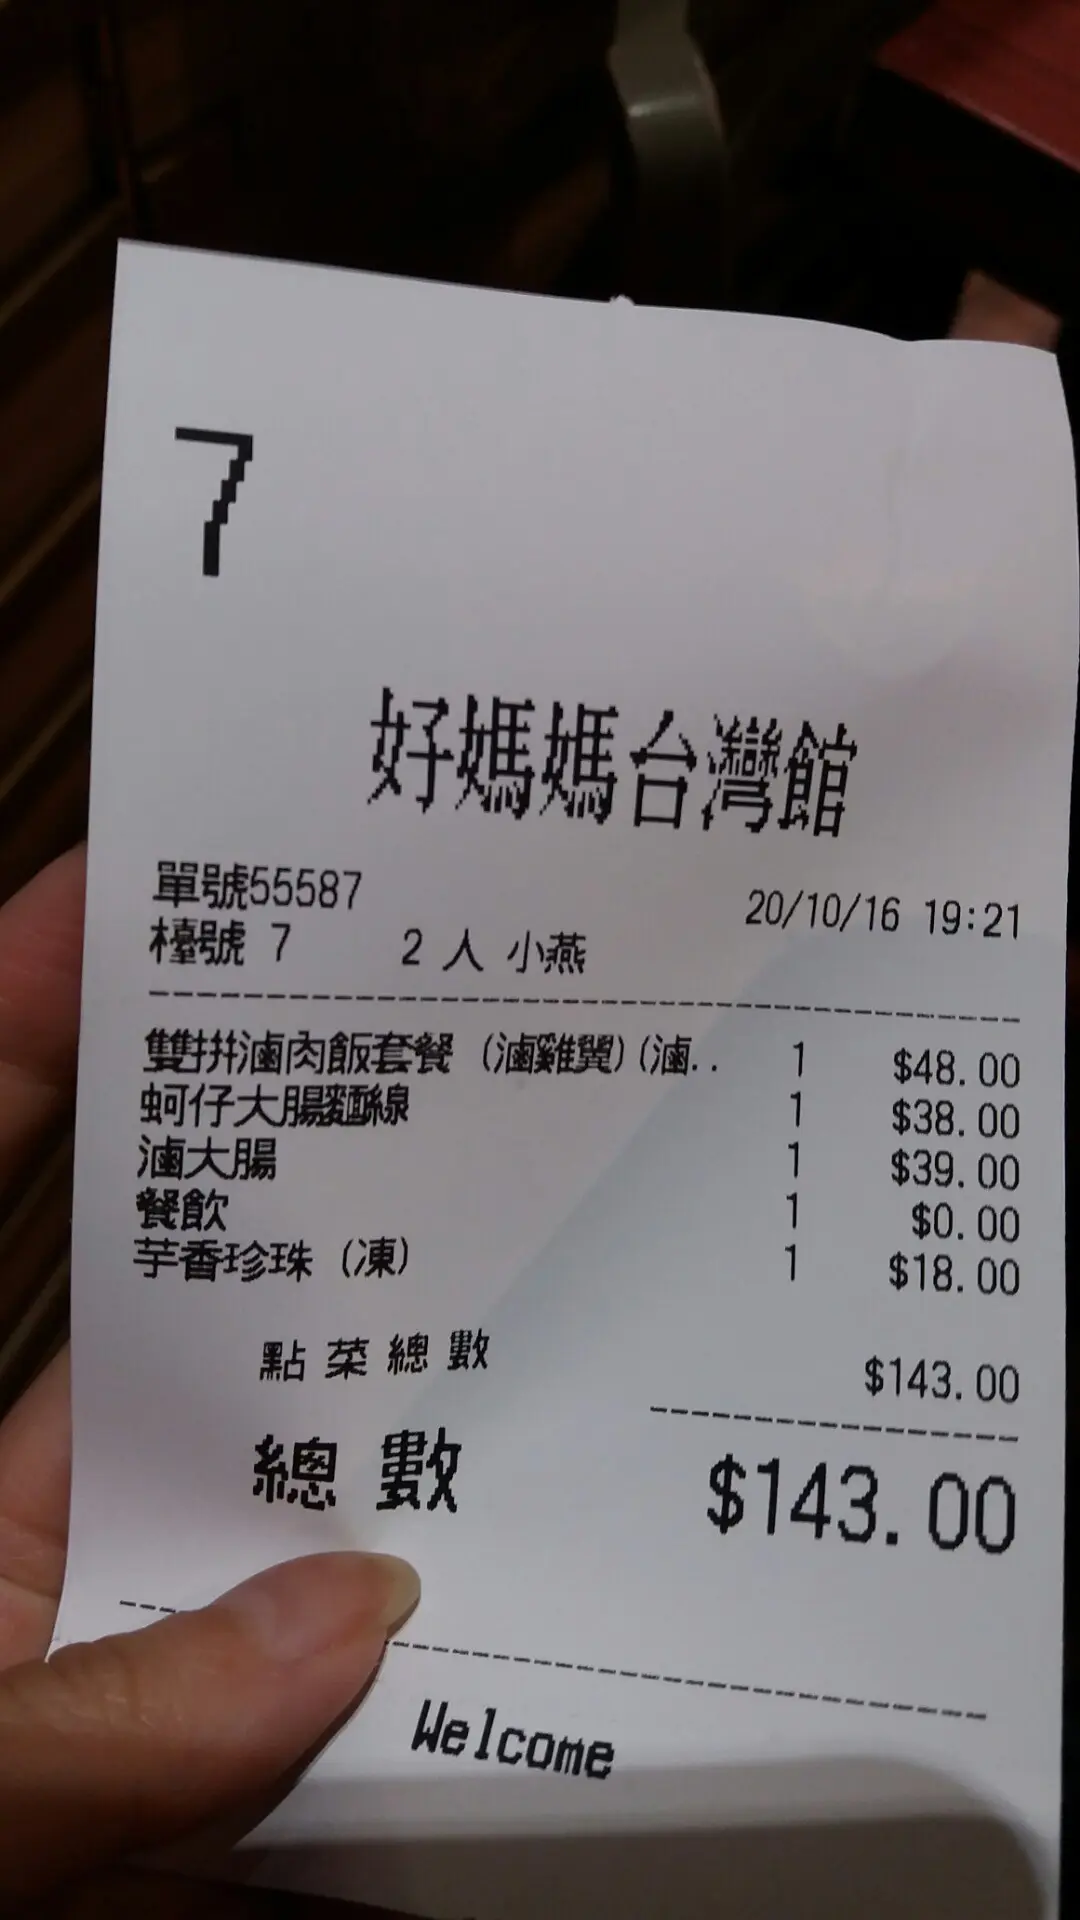 7
好媽媽台灣館
單號55587 20/10/16 19:21
檯號 7 2 人 小燕
雙拼滷肉飯套餐 (滷雞翼)(滷.. 1 $48.00
蚵仔大腸麵線 1 $38.00
滷大腸 1 $39.00
餐飲 1 $0.00
芋香珍珠 (凍) 1 $18.00
點菜總數 $143.00
總數 $143.00
Welcome